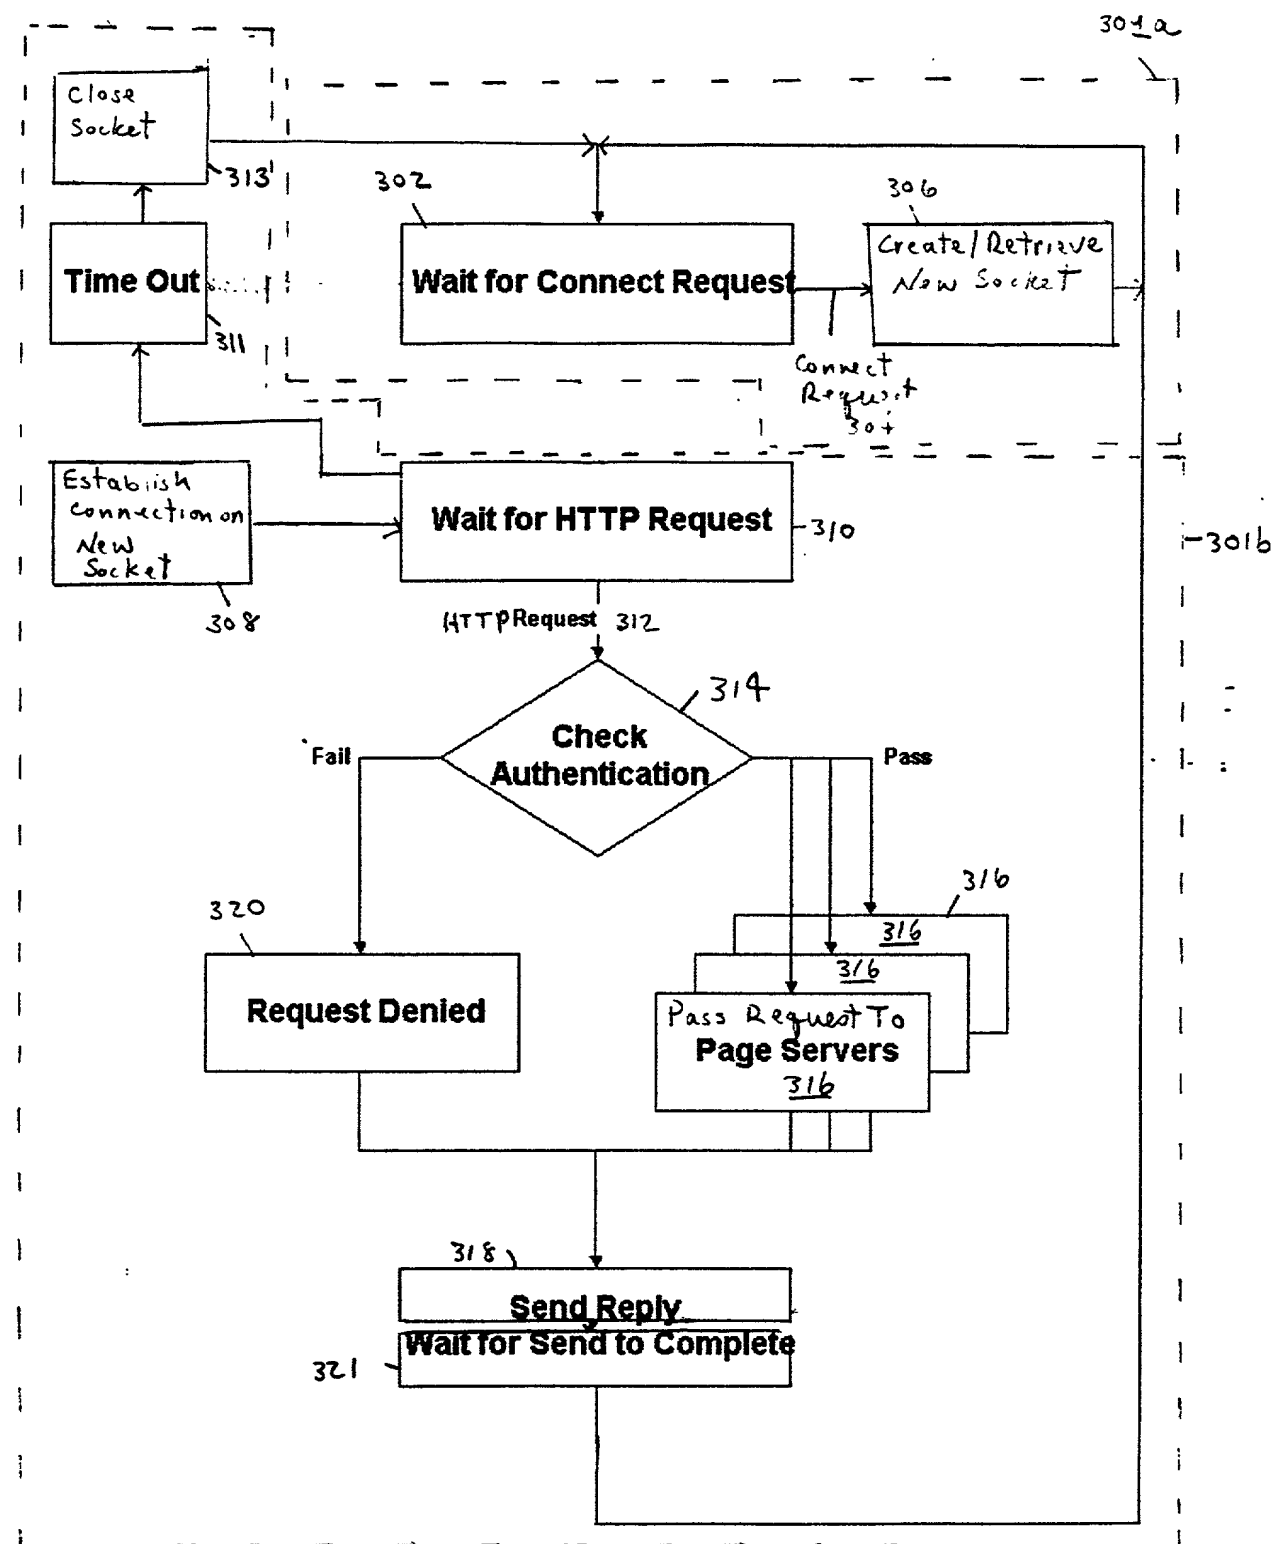 301a
Close
Socket
313
302
306
Time Out
311
Wait for Connect Request
Create/Retrieve
New Socket
Connect
Request
Establish
connection on
New
Socket
308
Wait for HTTP Request
310
301b
HTTP Request 312
314
Check
Authentication
Fail
Pass
320
316
316
316
Request Denied
Pass Request To
Page Servers
316
318
Send Reply
Wait for Send to Complete
321